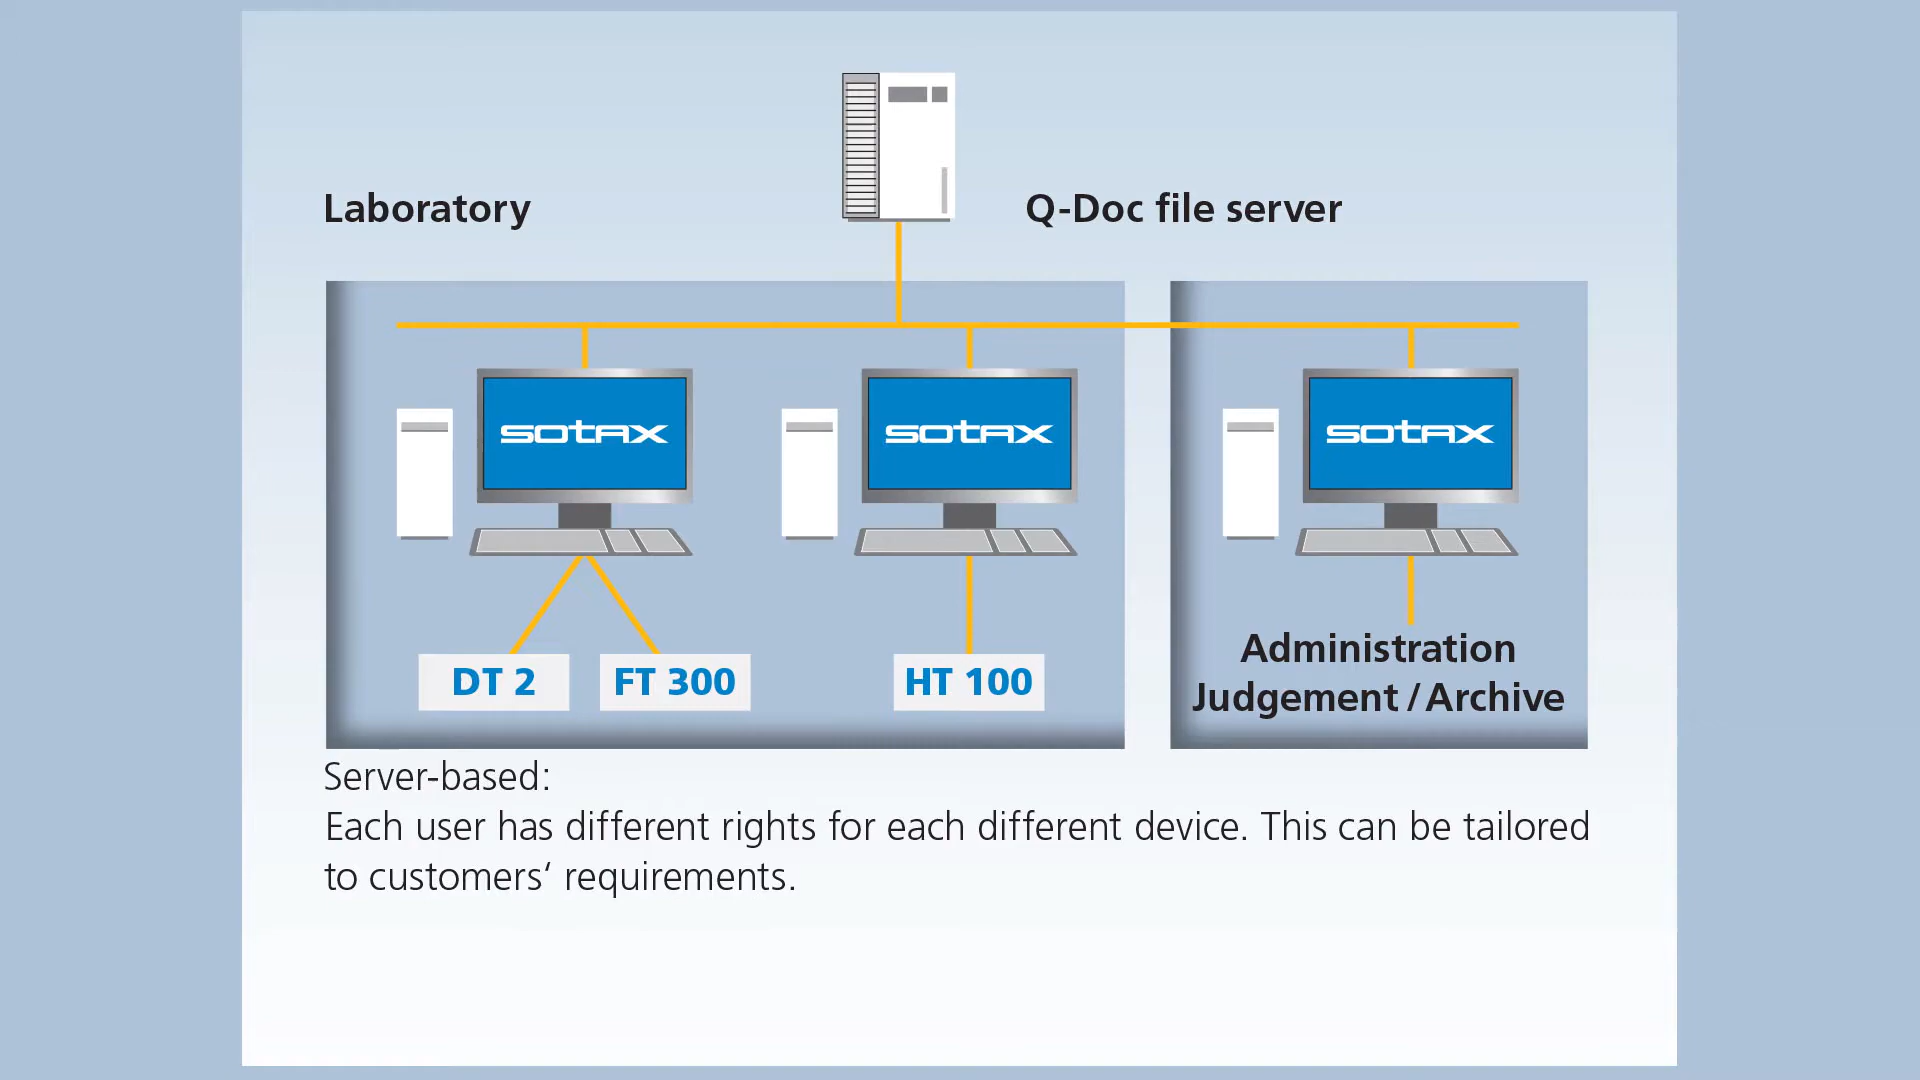 Laboratory
Q-Doc file server
sotax
sotax
sotax
DT 2
FT 300
HT 100
Administration
Judgement / Archive
Server-based:
Each user has different rights for each different device. This can be tailored
to customers‘ requirements.